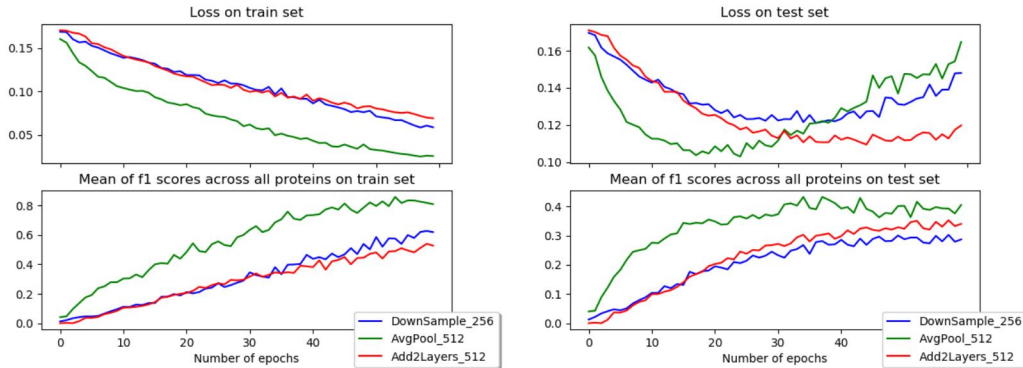 Loss on train set
0.15
0.10
0.05
Loss on test set
0.16
0.14
0.12
0.10
Mean of f1 scores across all proteins on train set
0.8
0.6
0.4
0.2
0.0
0 10 20 30 40
Number of epochs
DownSample_256
AvgPool_512
Add2Layers_512
Mean of f1 scores across all proteins on test set
0.4
0.3
0.2
0.1
0.0
0 10 20 30 40
Number of epochs
DownSample_256
AvgPool_512
Add2Layers_512